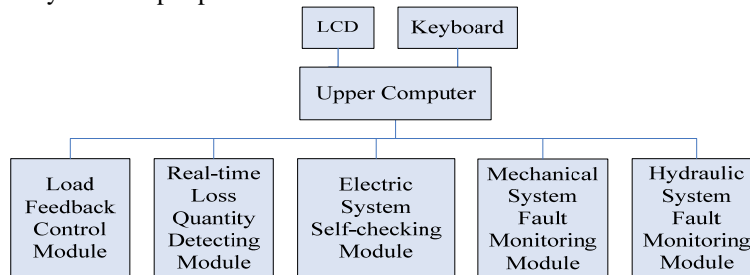 LCD
Keyboard
Upper Computer
Load
Feedback
Control
Module
Real-time
Loss
Quantity
Detecting
Module
Electric
System
Self-checking
Module
Mechanical
System
Fault
Monitoring
Module
Hydraulic
System
Fault
Monitoring
Module